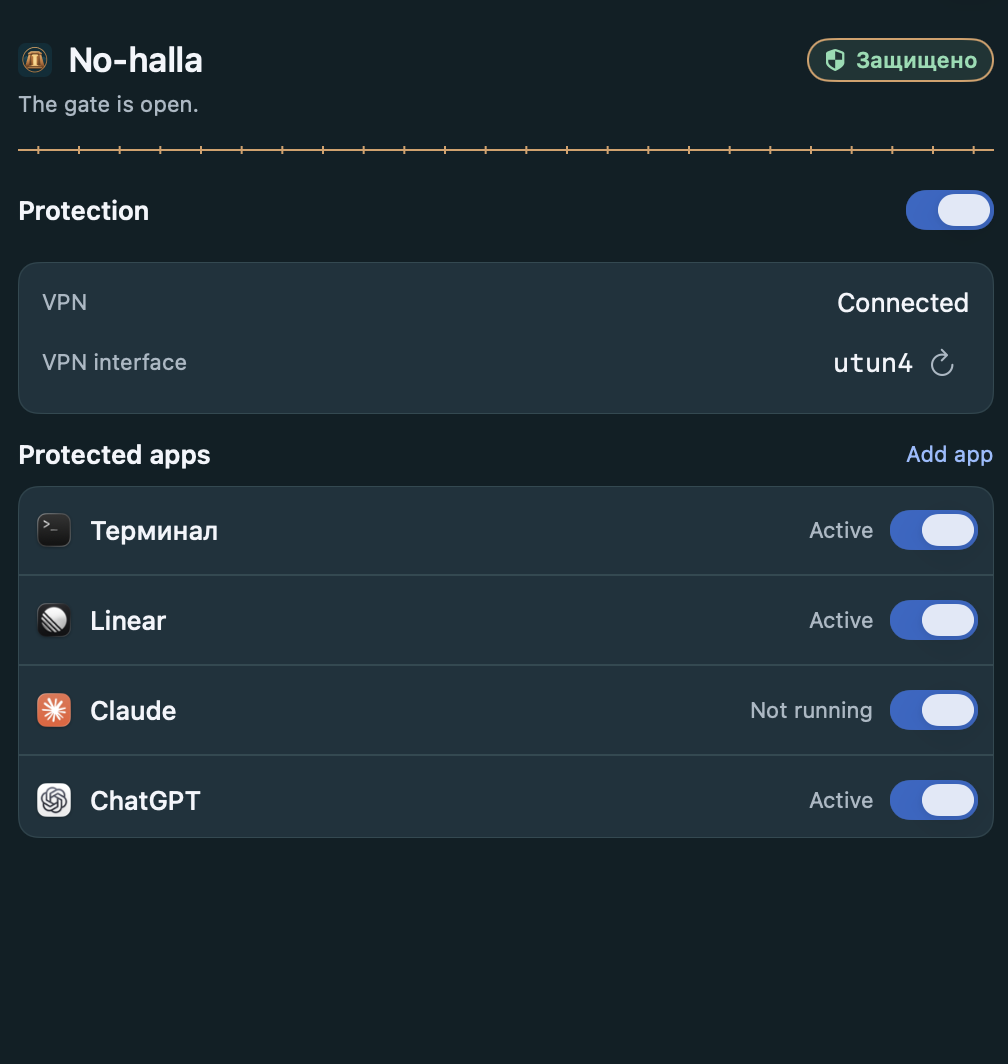 No-halla
Защищено
The gate is open.
Protection
VPN
Connected
VPN interface
utun4
Protected apps
Add app
>_
Терминал
Active
Linear
Active
Claude
Not running
ChatGPT
Active